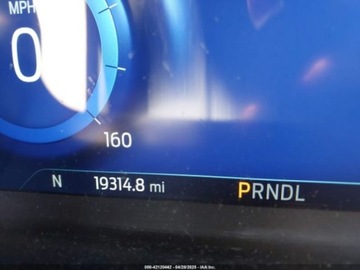 MPH
0
160
N 19314.8 mi PRNDL
000-42120442 - 04/29/2025 - IAA Inc.